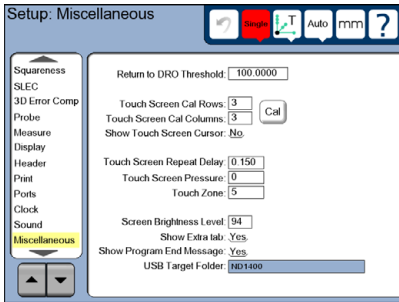 Setup: Miscellaneous
Single
T
Auto
mm
?
Squareness
SLEC
3D Error Comp
Probe
Measure
Display
Header
Print
Ports
Clock
Sound
Miscellaneous
Return to DRO Threshold: 100.0000
Touch Screen Cal Rows: 3
Touch Screen Cal Columns: 3
Cal
Show Touch Screen Cursor: No.
Touch Screen Repeat Delay: 0.150
Touch Screen Pressure: 0
Touch Zone: 5
Screen Brightness Level: 94
Show Extra tab: Yes.
Show Program End Message: Yes.
USB Target Folder: ND1400